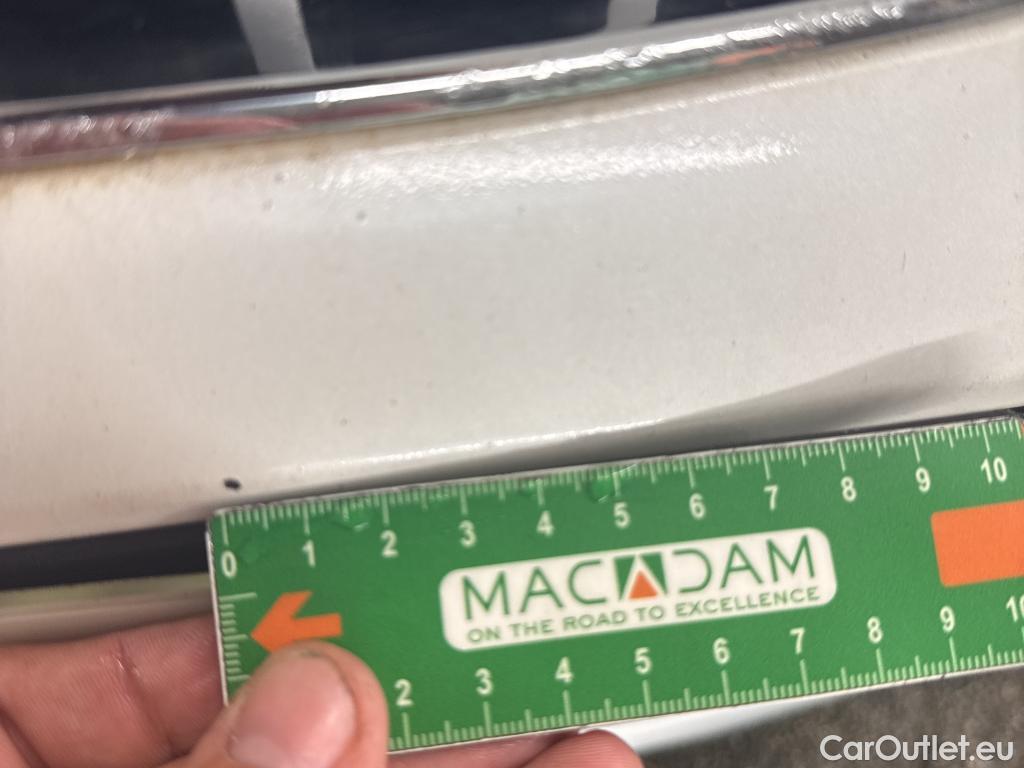 0 1 2 3 4 5 6 7 8 9 10
MACADAM
ON THE ROAD TO EXCELLENCE
2 3 4 5 6 7 8 9 10
CarOutlet.eu